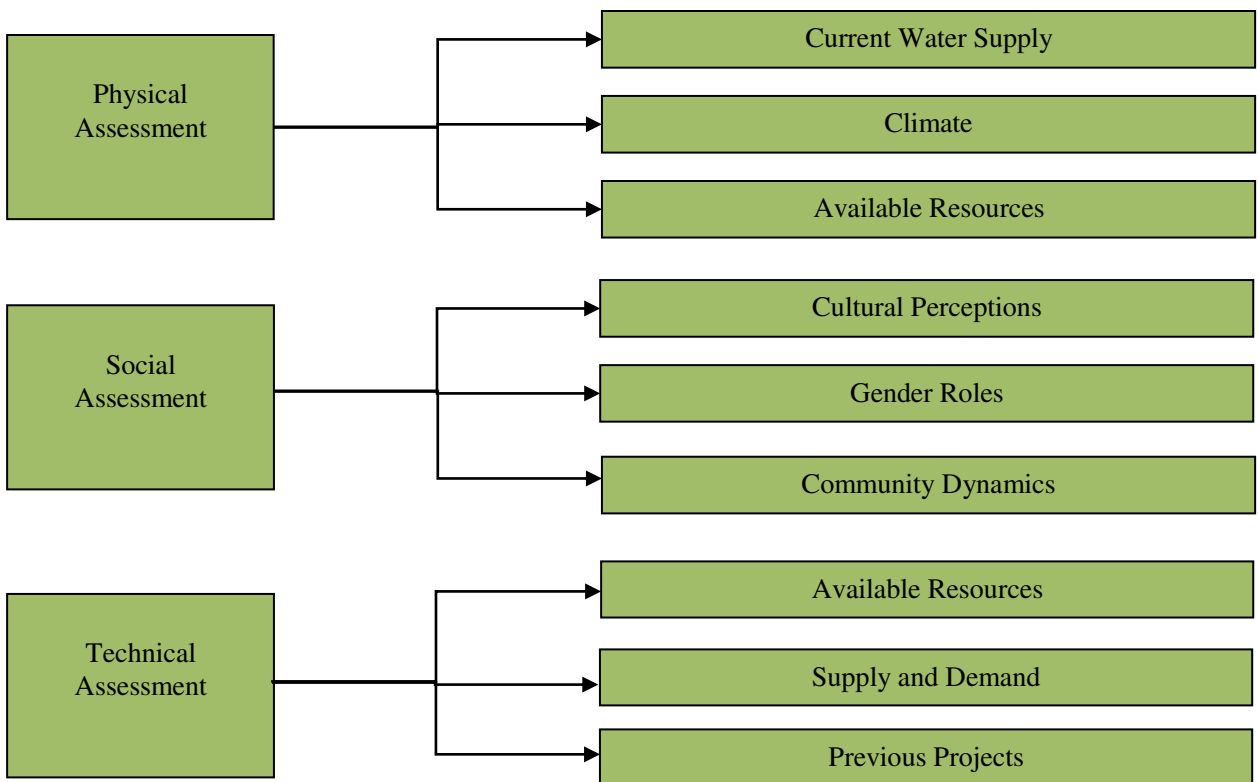 Physical
Assessment
Current Water Supply
Climate
Available Resources
Social
Assessment
Cultural Perceptions
Gender Roles
Community Dynamics
Technical
Assessment
Available Resources
Supply and Demand
Previous Projects